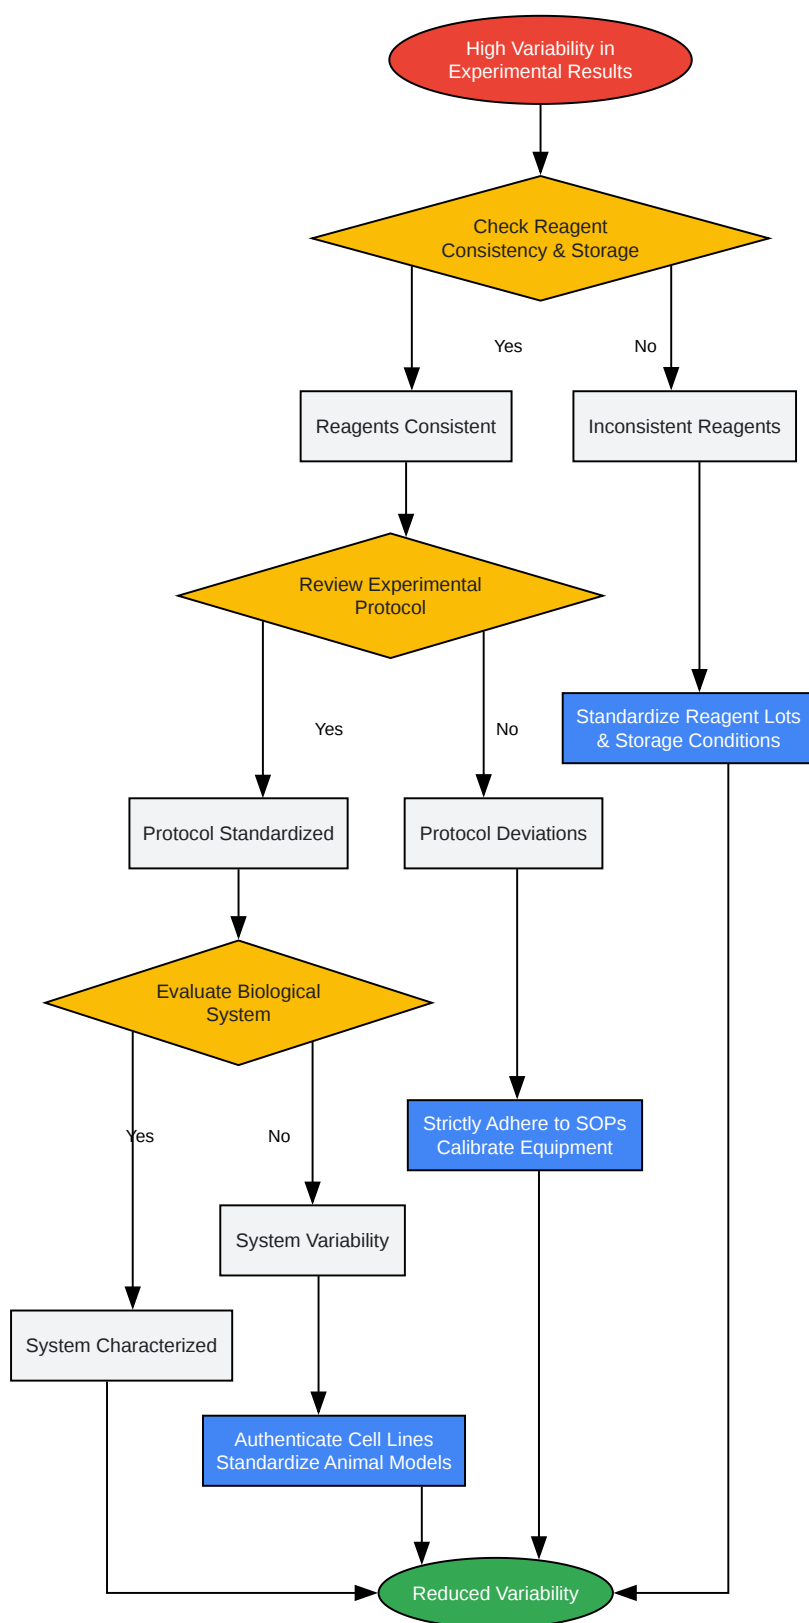 High Variability in
Experimental Results
Check Reagent
Consistency & Storage
Yes
No
Reagents Consistent
Inconsistent Reagents
Review Experimental
Protocol
Standardize Reagent Lots
& Storage Conditions
Yes
No
Protocol Standardized
Protocol Deviations
Evaluate Biological
System
Strictly Adhere to SOPs
Calibrate Equipment
Yes
No
System Variability
System Characterized
Authenticate Cell Lines
Standardize Animal Models
Reduced Variability